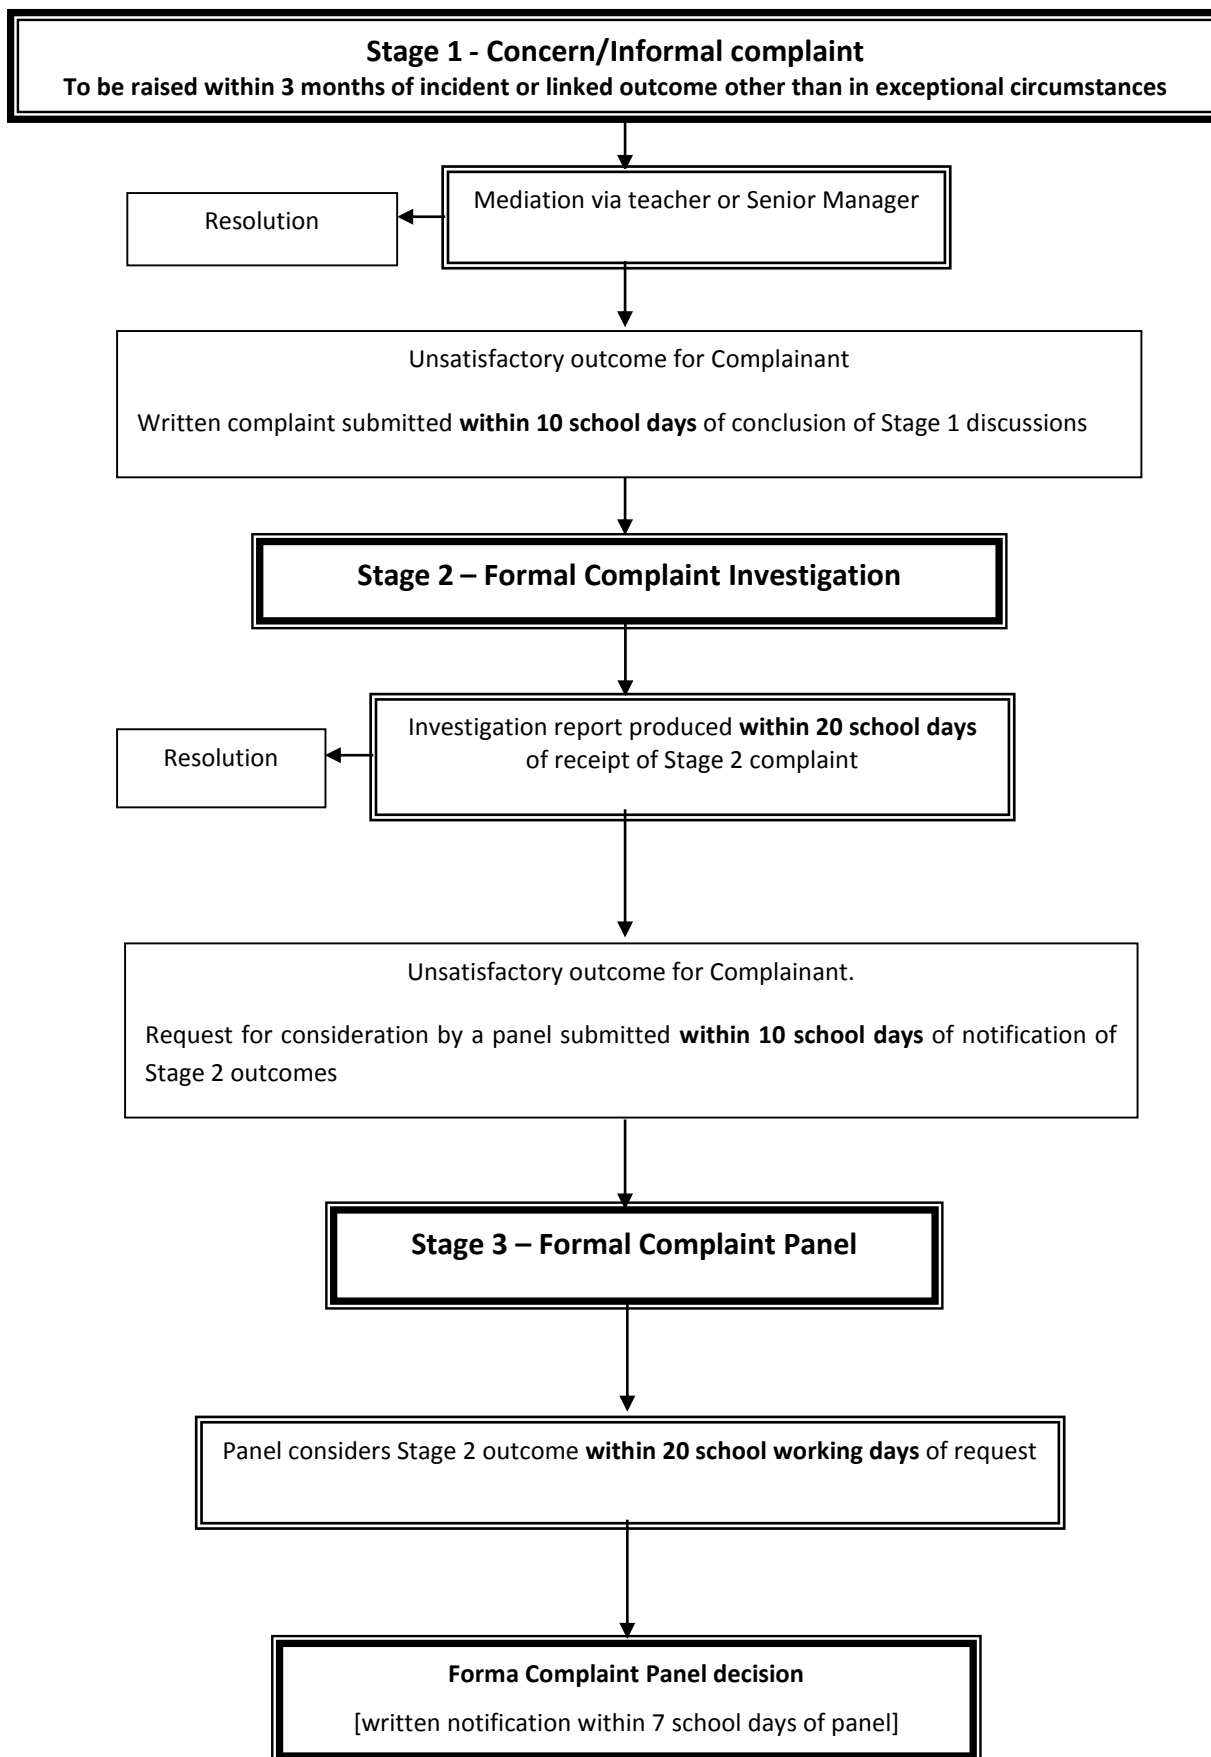 Stage 1 - Concern/Informal complaint
To be raised within 3 months of incident or linked outcome other than in exceptional circumstances
Mediation via teacher or Senior Manager
Resolution
Unsatisfactory outcome for Complainant
Written complaint submitted within 10 school days of conclusion of Stage 1 discussions
Stage 2 – Formal Complaint Investigation
Investigation report produced within 20 school days
of receipt of Stage 2 complaint
Resolution
Unsatisfactory outcome for Complainant.
Request for consideration by a panel submitted within 10 school days of notification of
Stage 2 outcomes
Stage 3 – Formal Complaint Panel
Panel considers Stage 2 outcome within 20 school working days of request
Forma Complaint Panel decision
[written notification within 7 school days of panel]